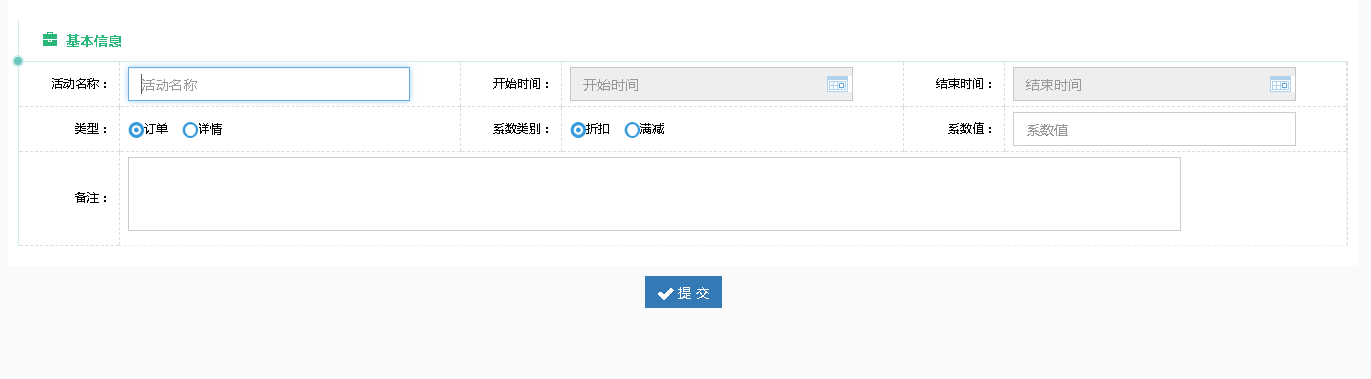 基本信息
活动名称： 活动名称 开始时间： 开始时间 结束时间： 结束时间
类型： 订单 详情 系数类别： 折扣 满减 系数值： 系数值
备注：
提 交